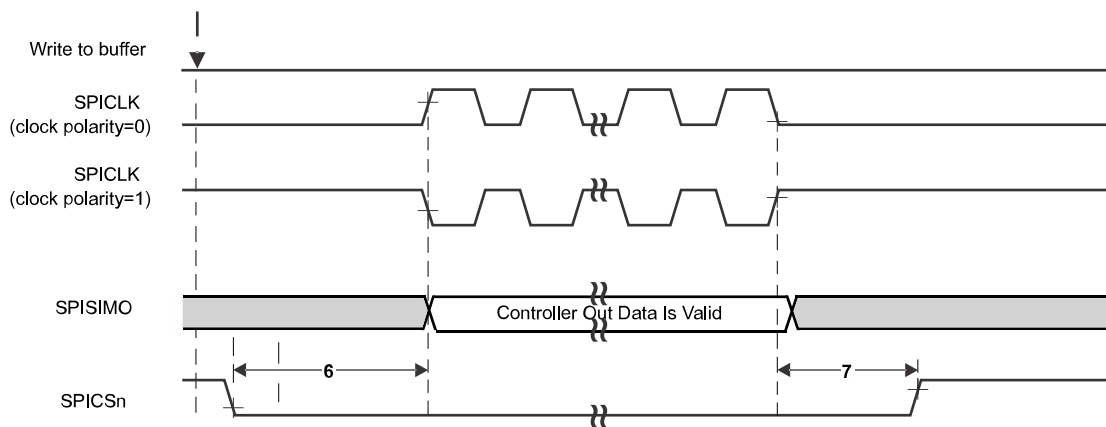 Write to buffer
SPICLK
(clock polarity=0)
SPICLK
(clock polarity=1)
SPISIMO
Controller Out Data Is Valid
6
7
SPICSn